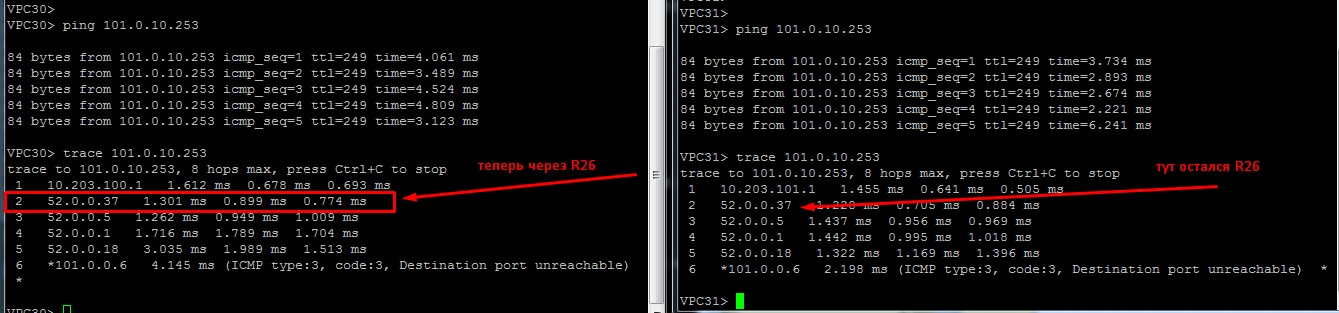 VPC30>
VPC30> ping 101.0.10.253
84 bytes from 101.0.10.253 icmp_seq=1 ttl=249 time=4.061 ms
84 bytes from 101.0.10.253 icmp_seq=2 ttl=249 time=3.489 ms
84 bytes from 101.0.10.253 icmp_seq=3 ttl=249 time=4.524 ms
84 bytes from 101.0.10.253 icmp_seq=4 ttl=249 time=4.809 ms
84 bytes from 101.0.10.253 icmp_seq=5 ttl=249 time=3.123 ms
VPC30> trace 101.0.10.253
trace to 101.0.10.253, 8 hops max, press Ctrl+C to stop
1 10.203.100.1 1.612 ms 0.678 ms 0.693 ms
2 52.0.0.37 1.301 ms 0.899 ms 0.774 ms
3 52.0.0.5 1.262 ms 0.949 ms 1.009 ms
4 52.0.0.1 1.716 ms 1.789 ms 1.704 ms
5 52.0.0.18 3.035 ms 1.989 ms 1.513 ms
6 *101.0.0.6 4.145 ms (ICMP type:3, code:3, Destination port unreachable)
*
VPC30>
теперь через R26
VPC31>
VPC31>
VPC31> ping 101.0.10.253
84 bytes from 101.0.10.253 icmp_seq=1 ttl=249 time=3.734 ms
84 bytes from 101.0.10.253 icmp_seq=2 ttl=249 time=2.893 ms
84 bytes from 101.0.10.253 icmp_seq=3 ttl=249 time=2.674 ms
84 bytes from 101.0.10.253 icmp_seq=4 ttl=249 time=2.221 ms
84 bytes from 101.0.10.253 icmp_seq=5 ttl=249 time=6.241 ms
VPC31> trace 101.0.10.253
trace to 101.0.10.253, 8 hops max, press Ctrl+C to stop
1 10.203.101.1 1.455 ms 0.641 ms 0.505 ms
2 52.0.0.37 1.228 ms 0.705 ms 0.884 ms
3 52.0.0.5 1.437 ms 0.956 ms 0.969 ms
4 52.0.0.1 1.442 ms 0.995 ms 1.018 ms
5 52.0.0.18 1.322 ms 1.169 ms 1.396 ms
6 *101.0.0.6 2.198 ms (ICMP type:3, code:3, Destination port unreachable) *
VPC31>
тут остался R26